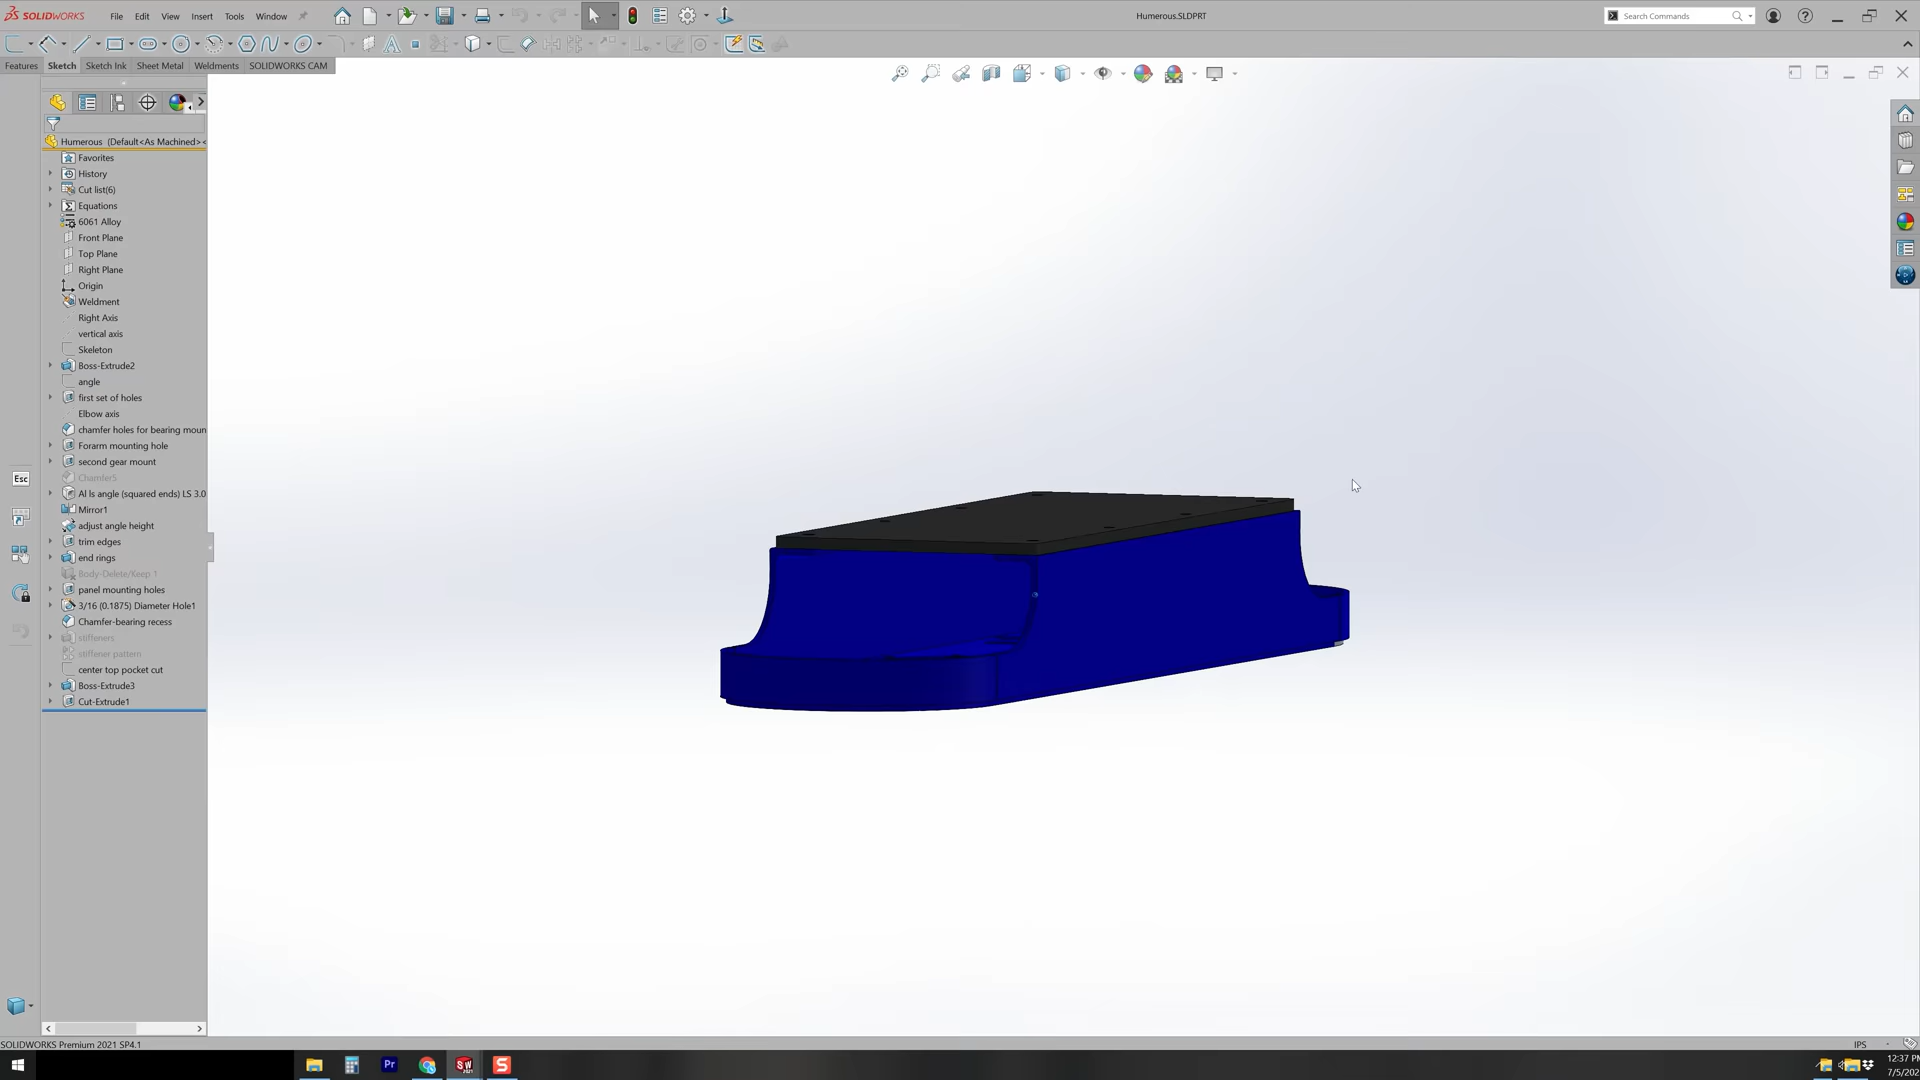 SOLIDWORKS File Edit View Insert Tools Window Humerous.SLDPRT Search Commands
Features Sketch Sketch Ink Sheet Metal Weldments SOLIDWORKS CAM
Humerous (Default<As Machined><
Favorites
History
Cut list(6)
Equations
6061 Alloy
Front Plane
Top Plane
Right Plane
Origin
Weldment
Right Axis
vertical axis
Skeleton
Boss-Extrude2
angle
first set of holes
Elbow axis
chamfer holes for bearing moun
Forarm mounting hole
second gear mount
Chamfer5
Al ls angle (squared ends) LS 3.0
Mirror1
adjust angle height
trim edges
end rings
Body-Delete/Keep 1
panel mounting holes
3/16 (0.1875) Diameter Hole1
Chamfer-bearing recess
stiffeners
stiffener pattern
center top pocket cut
Boss-Extrude3
Cut-Extrude1
Esc
SOLIDWORKS Premium 2021 SP4.1 IPS -
Pr SW 2021 S
12:37 PM
7/5/202